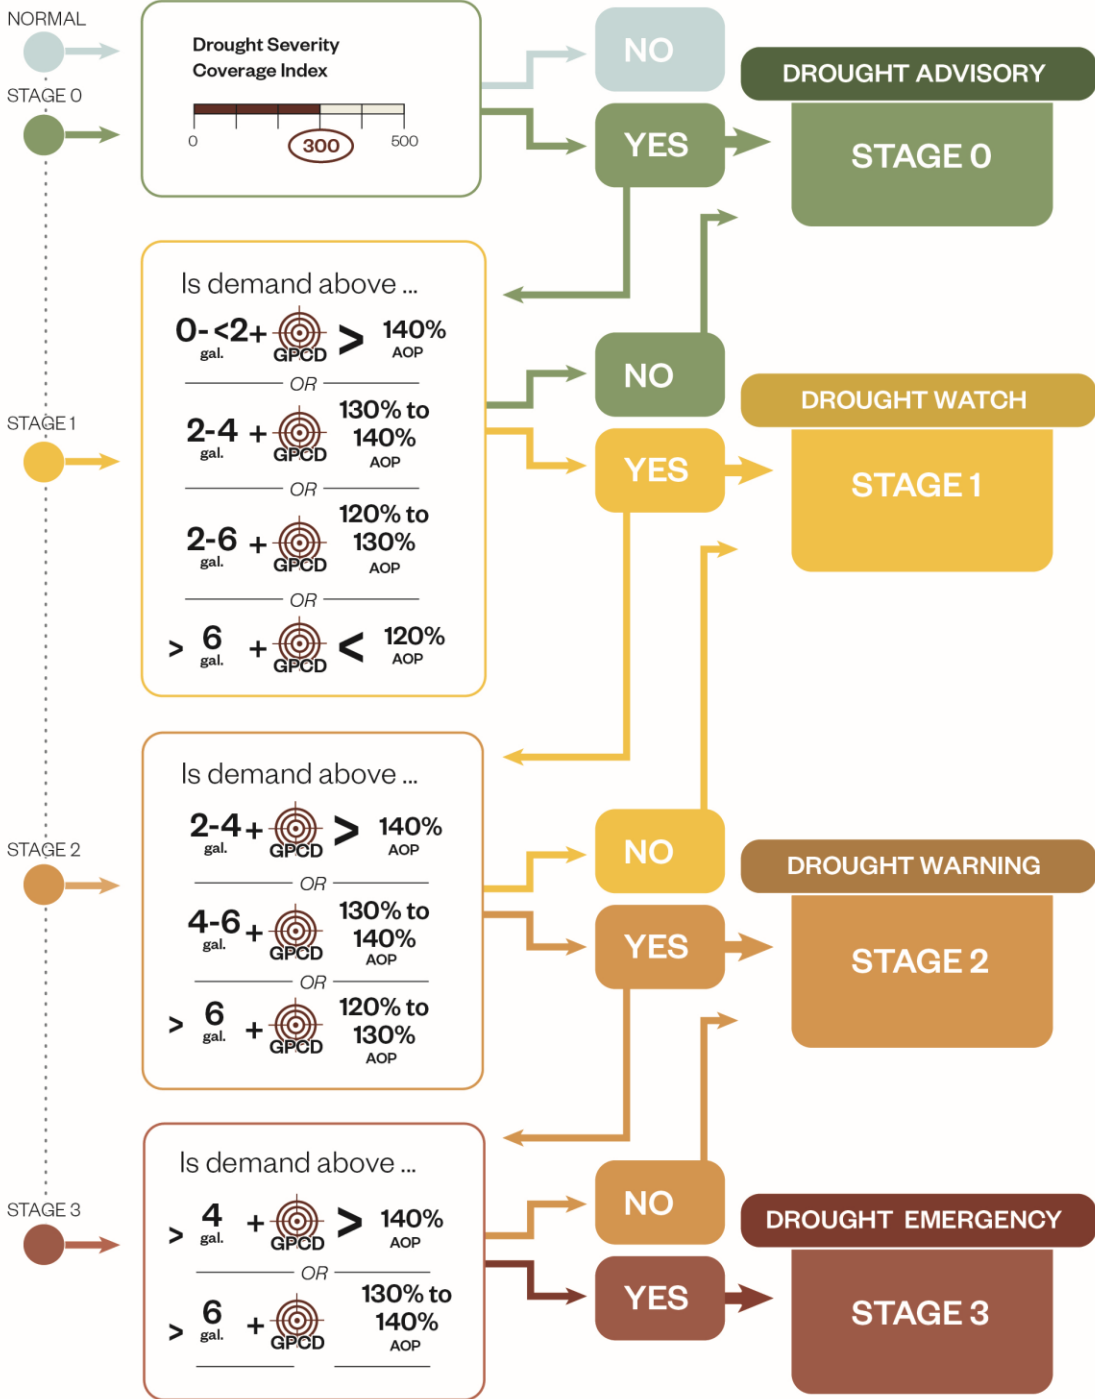 NORMAL
Drought Severity
Coverage Index
0
300
500
NO
STAGE 0
YES
DROUGHT ADVISORY
STAGE 0
Is demand above ...
0- <2+ GPCD > 140%
gal.
AOP
OR
2-4 + GPCD 130% to
140%
gal.
AOP
OR
2-6 + GPCD 120% to
130%
gal.
AOP
OR
> 6 + GPCD < 120%
gal.
AOP
STAGE 1
NO
YES
DROUGHT WATCH
STAGE 1
Is demand above ...
2-4 + GPCD > 140%
gal.
AOP
OR
4-6 + GPCD 130% to
140%
gal.
AOP
OR
> 6 + GPCD 120% to
130%
gal.
AOP
STAGE 2
NO
YES
DROUGHT WARNING
STAGE 2
Is demand above ...
> 4 + GPCD > 140%
gal.
AOP
OR
> 6 + GPCD 130% to
140%
gal.
AOP
STAGE 3
NO
YES
DROUGHT EMERGENCY
STAGE 3